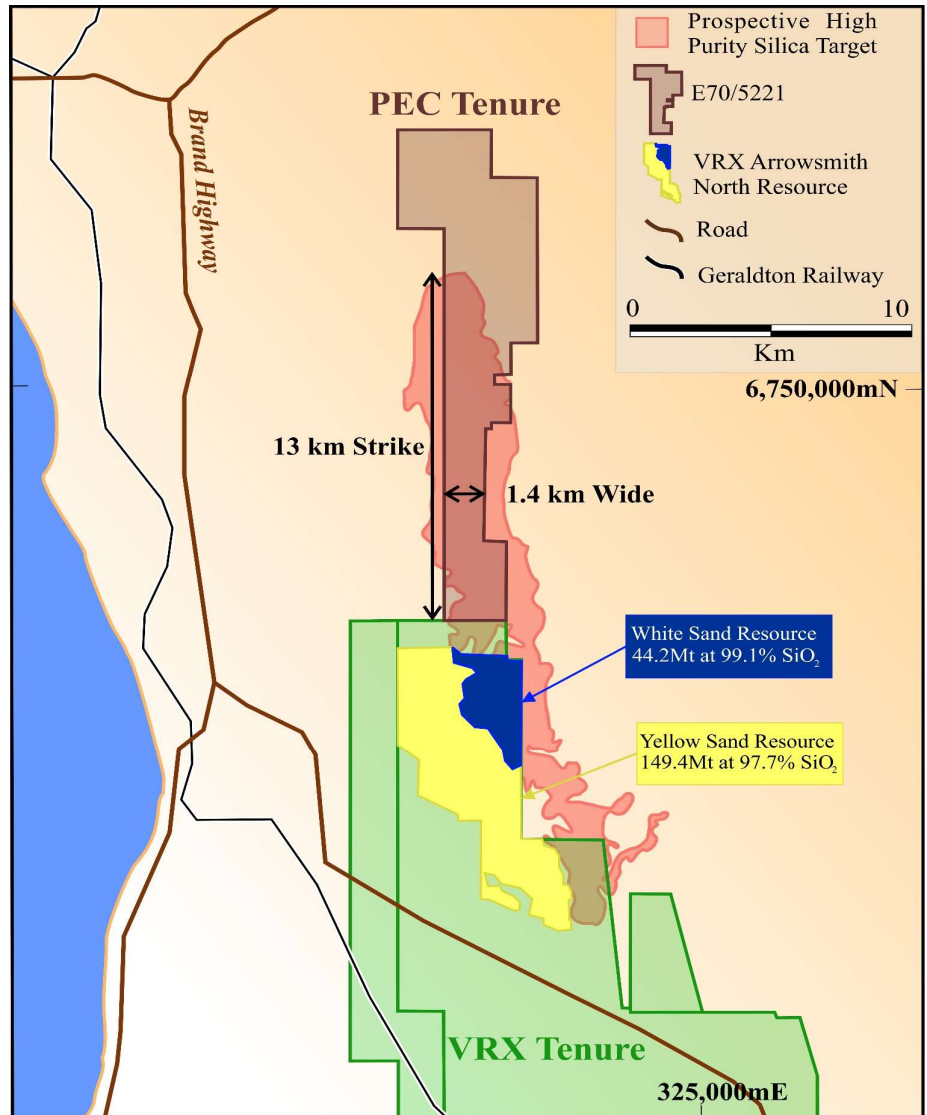 Prospective High
Purity Silica Target
E70/5221
VRX Arrowsmith
North Resource
Road
Geraldton Railway
0 10
Km
PEC Tenure
Brand Highway
6,750,000mN
13 km Strike
1.4 km Wide
White Sand Resource
44.2Mt at 99.1% SiO₂
Yellow Sand Resource
149.4Mt at 97.7% SiO₂
VRX Tenure
325,000mE